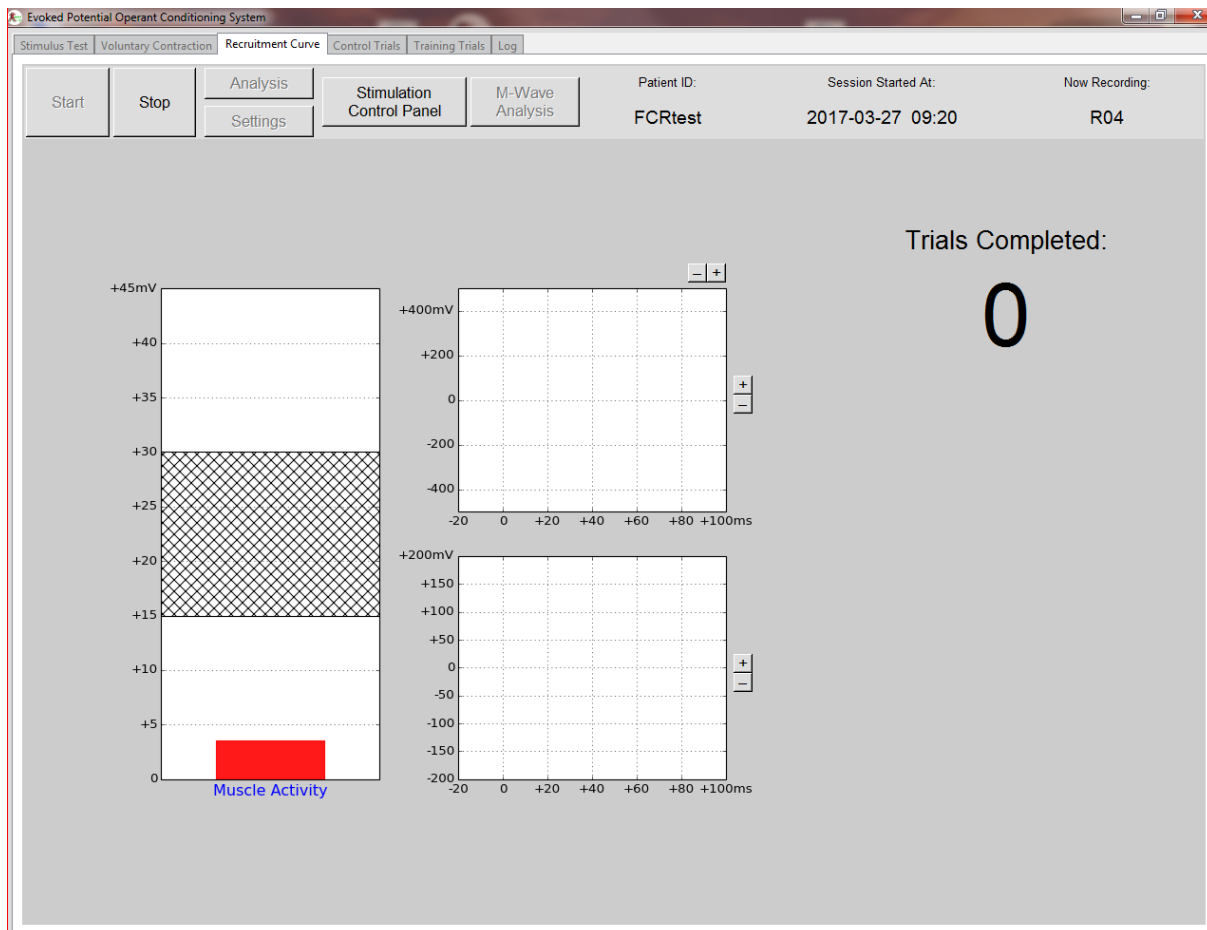 Evoked Potential Operant Conditioning System
Stimulus Test
Voluntary Contraction
Recruitment Curve
Control Trials
Training Trials
Log
Start
Stop
Analysis
Settings
Stimulation
Control Panel
M-Wave
Analysis
Patient ID:
FCRtest
Session Started At:
2017-03-27 09:20
Now Recording:
R04
Trials Completed:
0
+45mV
+40
+35
+30
+25
+20
+15
+10
+5
0
Muscle Activity
– +
+400mV
+200
0
-200
-400
-20 0 +20 +40 +60 +80 +100ms
+
–
+200mV
+150
+100
+50
0
-50
-100
-150
-200
-20 0 +20 +40 +60 +80 +100ms
+
–